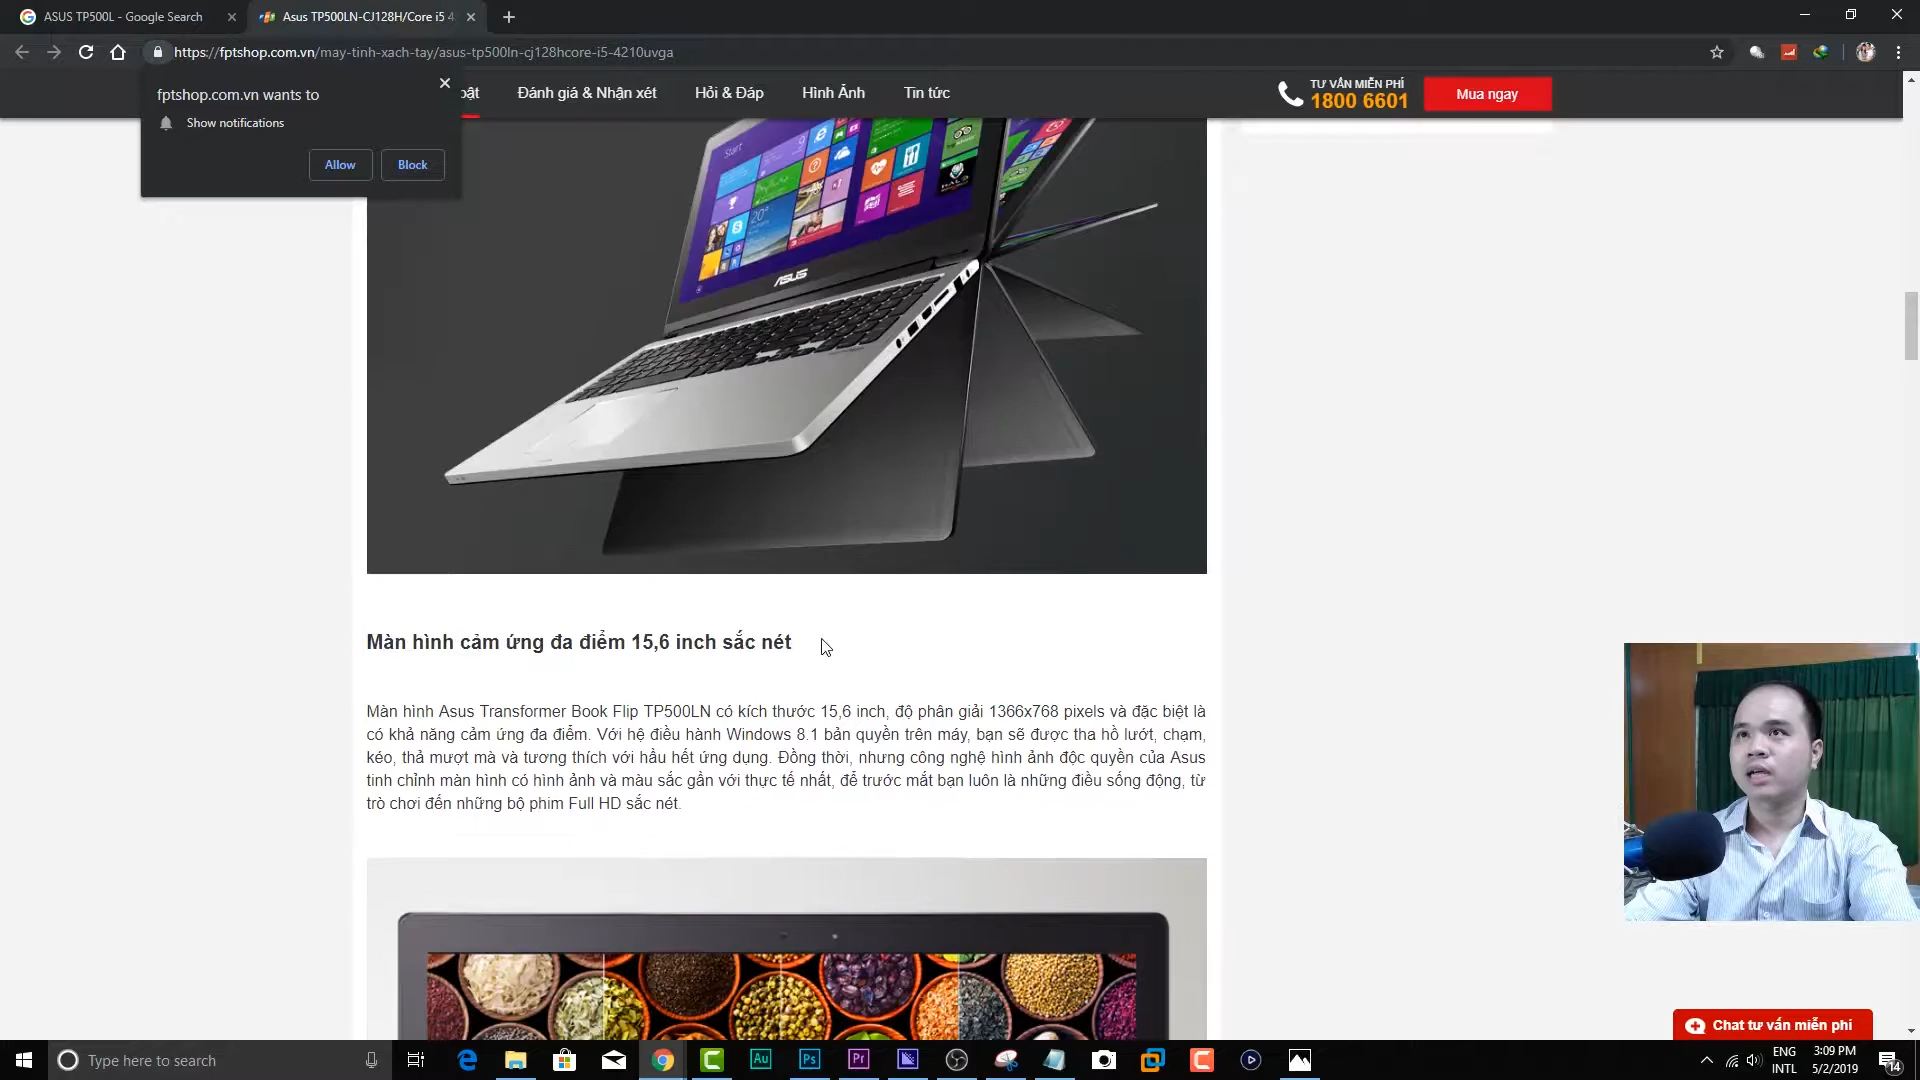 ASUS TP500L - Google Search
Asus TP500LN-CJ128H/Core i5 4
https://fptshop.com.vn/may-tinh-xach-tay/asus-tp500ln-cj128hcore-i5-4210uvga
fptshop.com.vn wants to
Show notifications
Allow
Block
bật
Đánh giá & Nhận xét
Hỏi & Đáp
Hình Ảnh
Tin tức
TƯ VẤN MIỄN PHÍ
1800 6601
Mua ngay
Start
20°
ASUS
Màn hình cảm ứng đa điểm 15,6 inch sắc nét
Màn hình Asus Transformer Book Flip TP500LN có kích thước 15,6 inch, độ phân giải 1366x768 pixels và đặc biệt là
có khả năng cảm ứng đa điểm. Với hệ điều hành Windows 8.1 bản quyền trên máy, bạn sẽ được tha hồ lướt, chạm,
kéo, thả mượt mà và tương thích với hầu hết ứng dụng. Đồng thời, nhưng công nghệ hình ảnh độc quyền của Asus
tinh chỉnh màn hình có hình ảnh và màu sắc gần với thực tế nhất, để trước mắt bạn luôn là những điều sống động, từ
trò chơi đến những bộ phim Full HD sắc nét.
Chat tư vấn miễn phí
Type here to search
Au
Ps
Pr
ENG
INTL
3:09 PM
5/2/2019
14